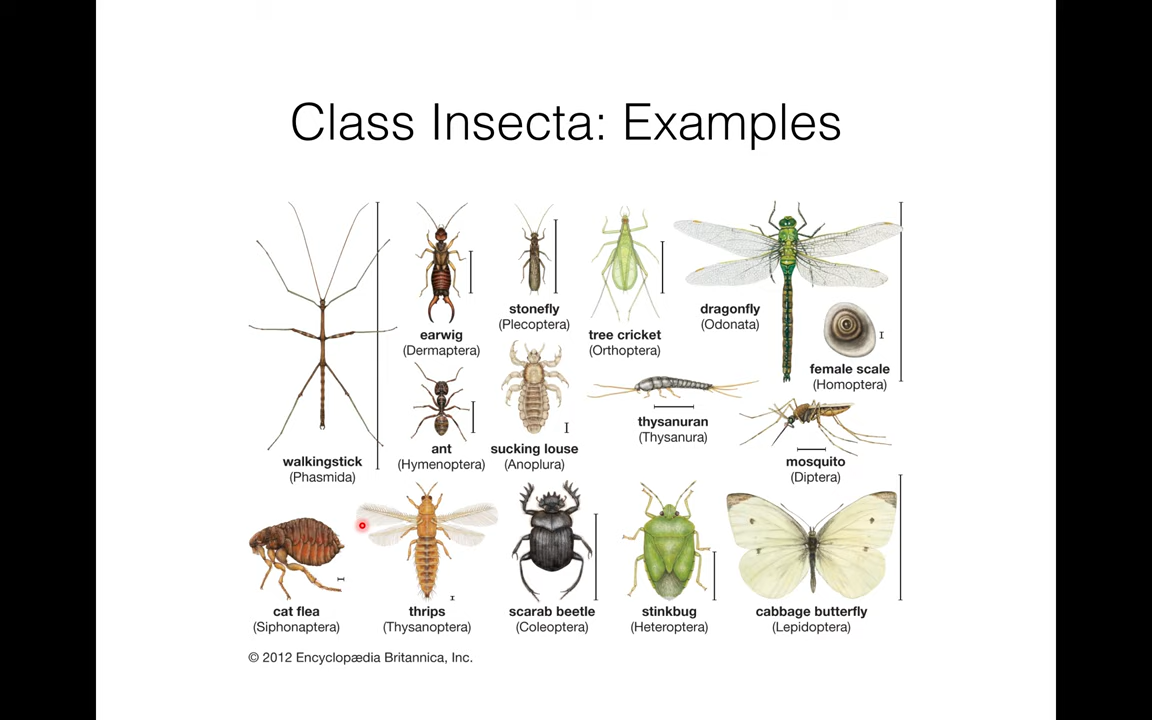 Class Insecta: Examples
walkingstick
(Phasmida)
earwig
(Dermaptera)
stonefly
(Plecoptera)
tree cricket
(Orthoptera)
dragonfly
(Odonata)
female scale
(Homoptera)
ant
(Hymenoptera)
sucking louse
(Anoplura)
thysanuran
(Thysanura)
mosquito
(Diptera)
cat flea
(Siphonaptera)
thrips
(Thysanoptera)
scarab beetle
(Coleoptera)
stinkbug
(Heteroptera)
cabbage butterfly
(Lepidoptera)
© 2012 Encyclopædia Britannica, Inc.